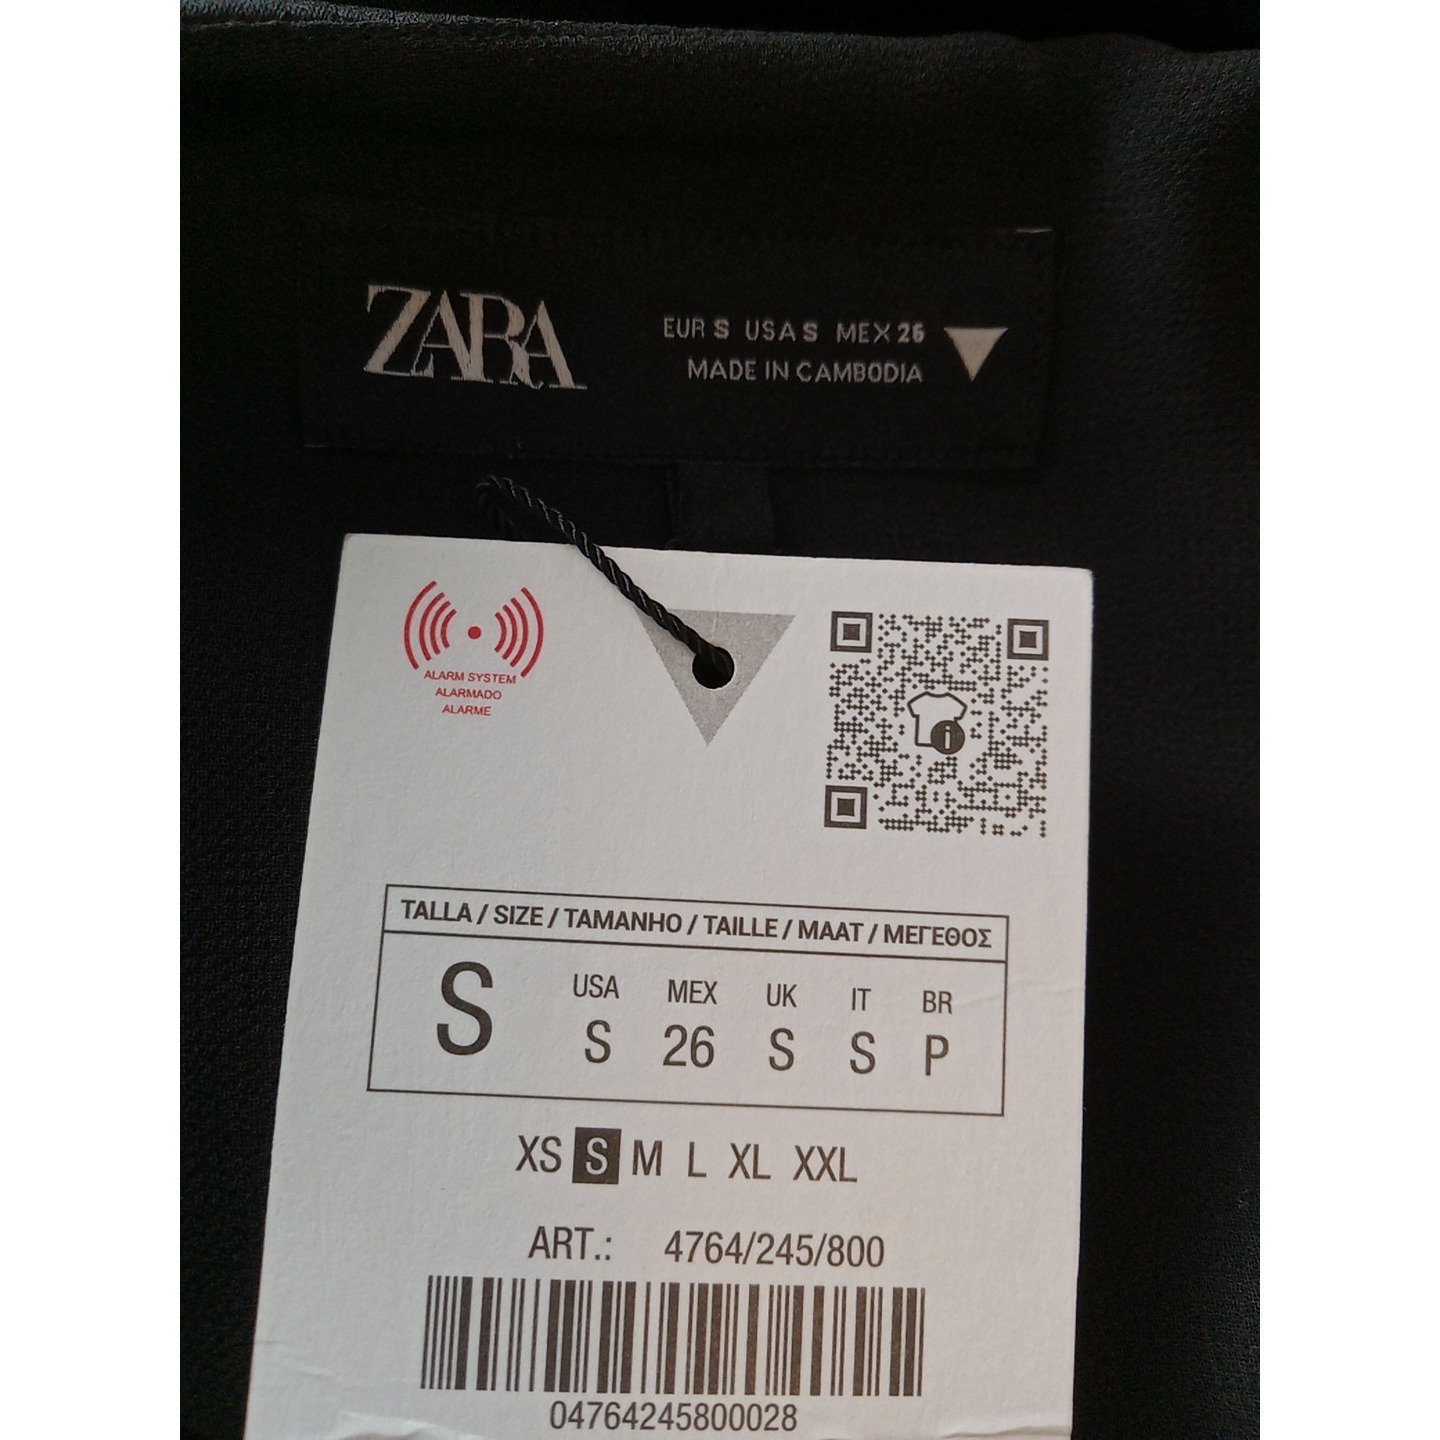 ZARA
EUR S USA S MEX 26
MADE IN CAMBODIA
ALARM SYSTEM
ALARMADO
ALARME
i
TALLA / SIZE / TAMANHO / TAILLE / MAAT / ΜΕΓΕΘΟΣ
S
USA MEX UK IT BR
S 26 S S P
XS S M L XL XXL
ART.: 4764/245/800
04764245800028